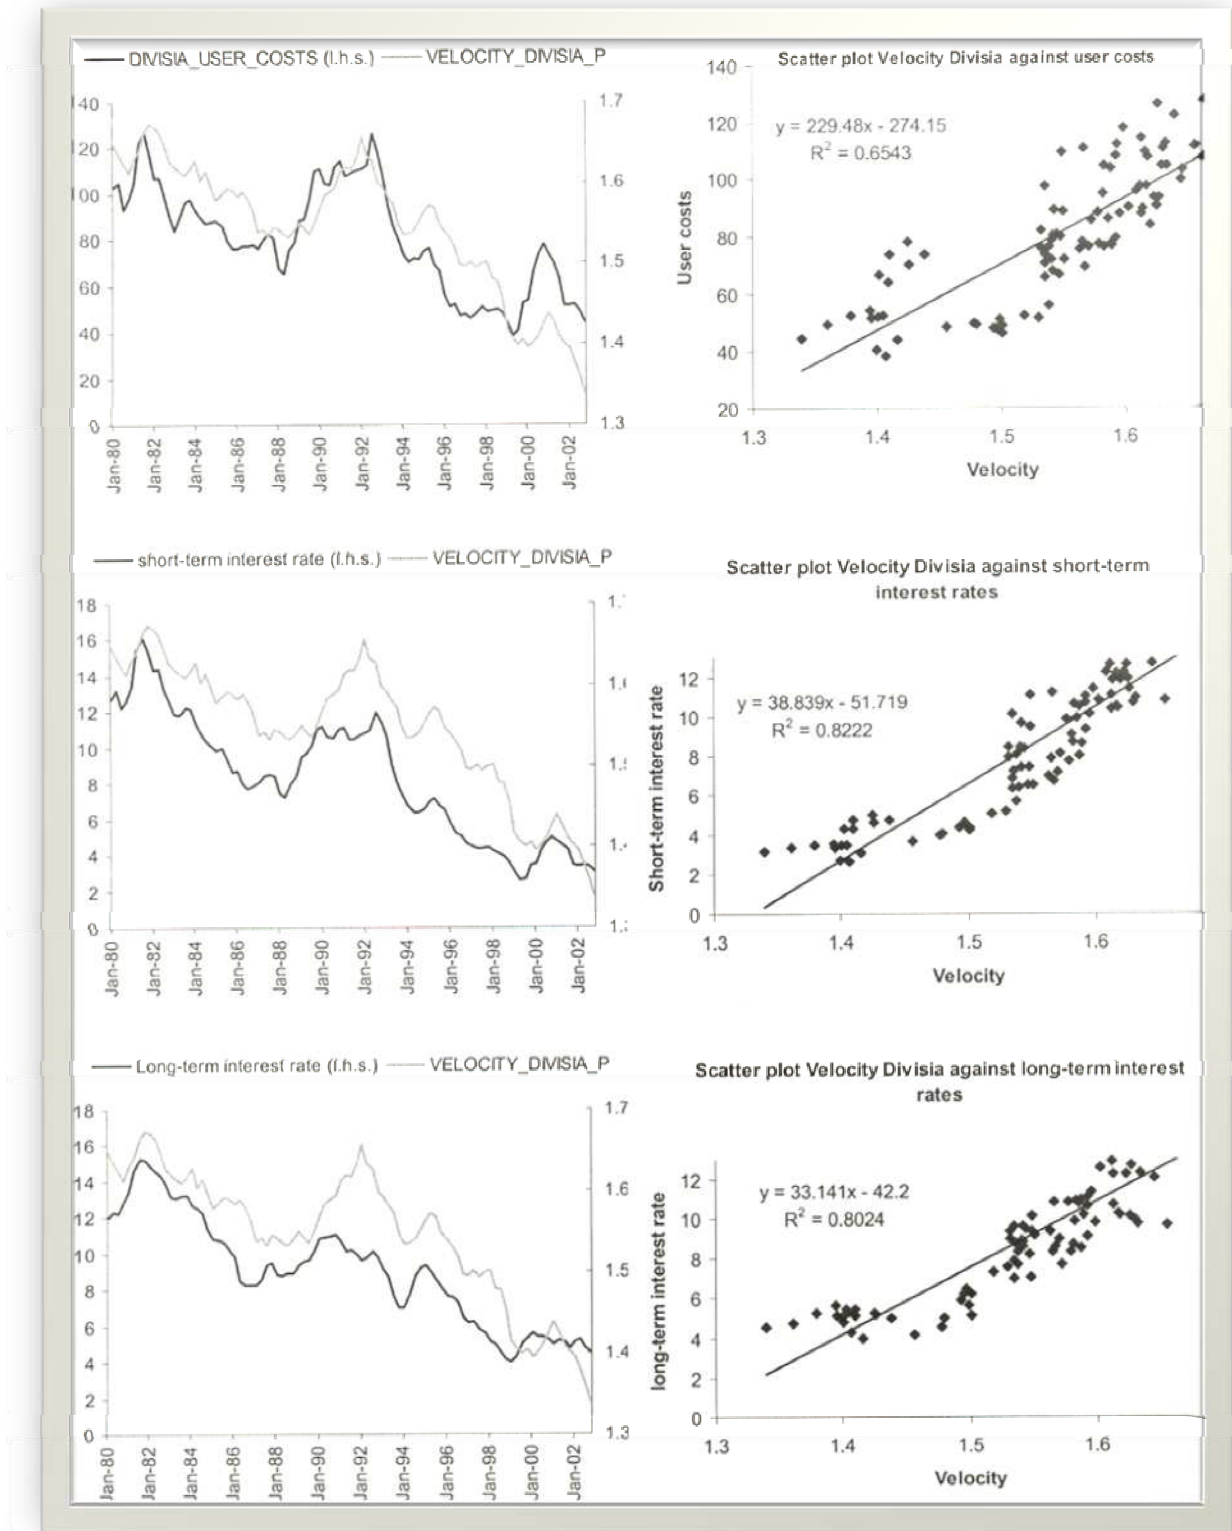 DIVISIA_USER_COSTS (l.h.s.) VELOCITY_DIVISIA_P
40
20
00
80
60
40
20
0
1.7
1.6
1.5
1.4
1.3
Jan-80
Jan-82
Jan-84
Jan-86
Jan-88
Jan-90
Jan-92
Jan-94
Jan-96
Jan-98
Jan-00
Jan-02
Scatter plot Velocity Divisia against user costs
140
120
100
80
60
40
20
User costs
y = 229.48x - 274.15
R² = 0.6543
1.3
1.4
1.5
1.6
Velocity
short-term interest rate (l.h.s.) VELOCITY_DIVISIA_P
18
16
14
12
10
8
6
4
2
0
Jan-80
Jan-82
Jan-84
Jan-86
Jan-88
Jan-90
Jan-92
Jan-94
Jan-96
Jan-98
Jan-00
Jan-02
Scatter plot Velocity Divisia against short-term
interest rates
12
10
8
6
4
2
0
Short-term interest rate
y = 38.839x - 51.719
R² = 0.8222
1.3
1.4
1.5
1.6
Velocity
Long-term interest rate (l.h.s.) VELOCITY_DIVISIA_P
18
16
14
12
10
8
6
4
2
0
1.7
1.6
1.5
1.4
1.3
Jan-80
Jan-82
Jan-84
Jan-86
Jan-88
Jan-90
Jan-92
Jan-94
Jan-96
Jan-98
Jan-00
Jan-02
Scatter plot Velocity Divisia against long-term interest
rates
12
10
8
6
4
2
0
long-term interest rate
y = 33.141x - 42.2
R² = 0.8024
1.3
1.4
1.5
1.6
Velocity